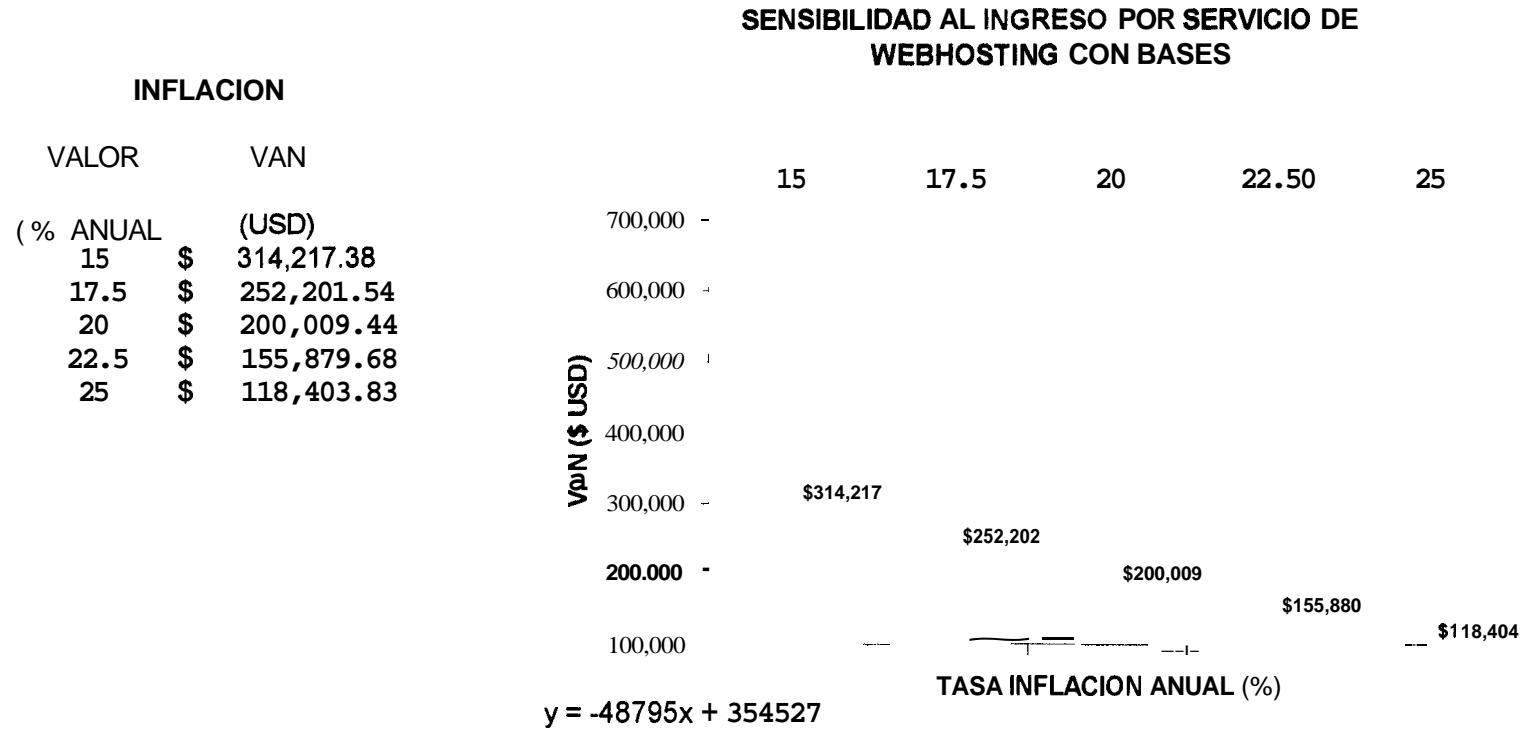 SENSIBILIDAD AL INGRESO POR SERVICIO DE
WEBHOSTING CON BASES
INFLACION
VALOR VAN
(% ANUAL (USD)
15 $ 314,217.38
17.5 $ 252,201.54
20 $ 200,009.44
22.5 $ 155,879.68
25 $ 118,403.83
15 17.5 20 22.50 25
700,000
600,000
500,000
400,000
300,000
200.000
100,000
V@N ($ USD)
$314,217
$252,202
$200,009
$155,880
$118,404
TASA INFLACION ANUAL (%)
y = -48795x + 354527